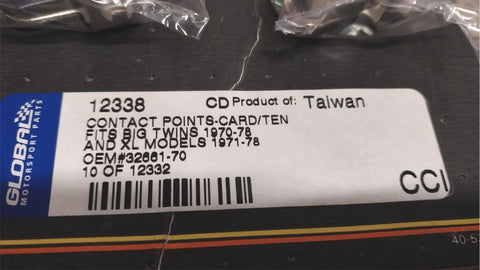 12338 CD Product of: Taiwan
CONTACT POINTS-CARD/TEN
FITS BIG TWINS 1970-78
AND XL MODELS 1971-78
OEM#32661-70
10 OF 12332
GLOBAL
MOTORSPORT PARTS
CCI